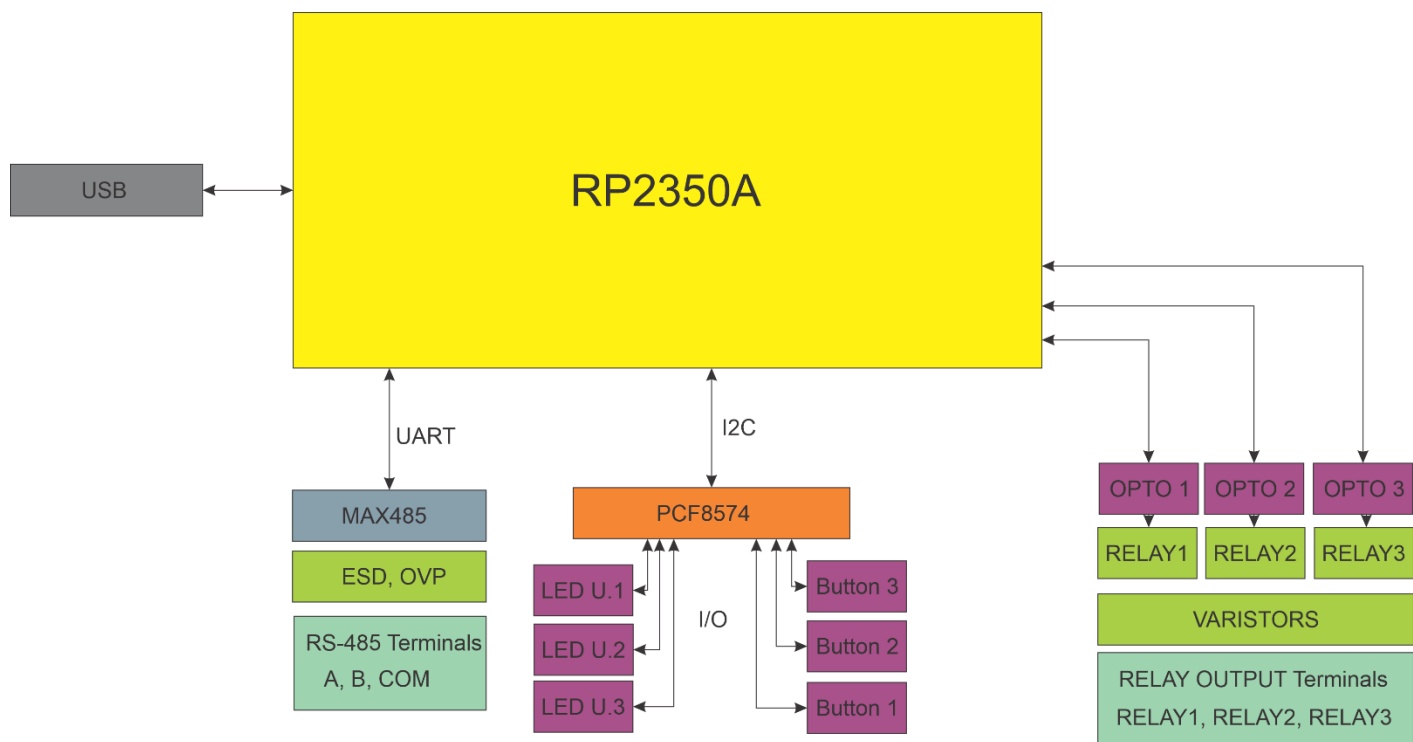 RP2350A
USB
UART
I2C
MAX485
ESD, OVP
RS-485 Terminals
A, B, COM
PCF8574
LED U.1
LED U.2
LED U.3
I/O
Button 3
Button 2
Button 1
OPTO 1
OPTO 2
OPTO 3
RELAY1
RELAY2
RELAY3
VARISTORS
RELAY OUTPUT Terminals
RELAY1, RELAY2, RELAY3